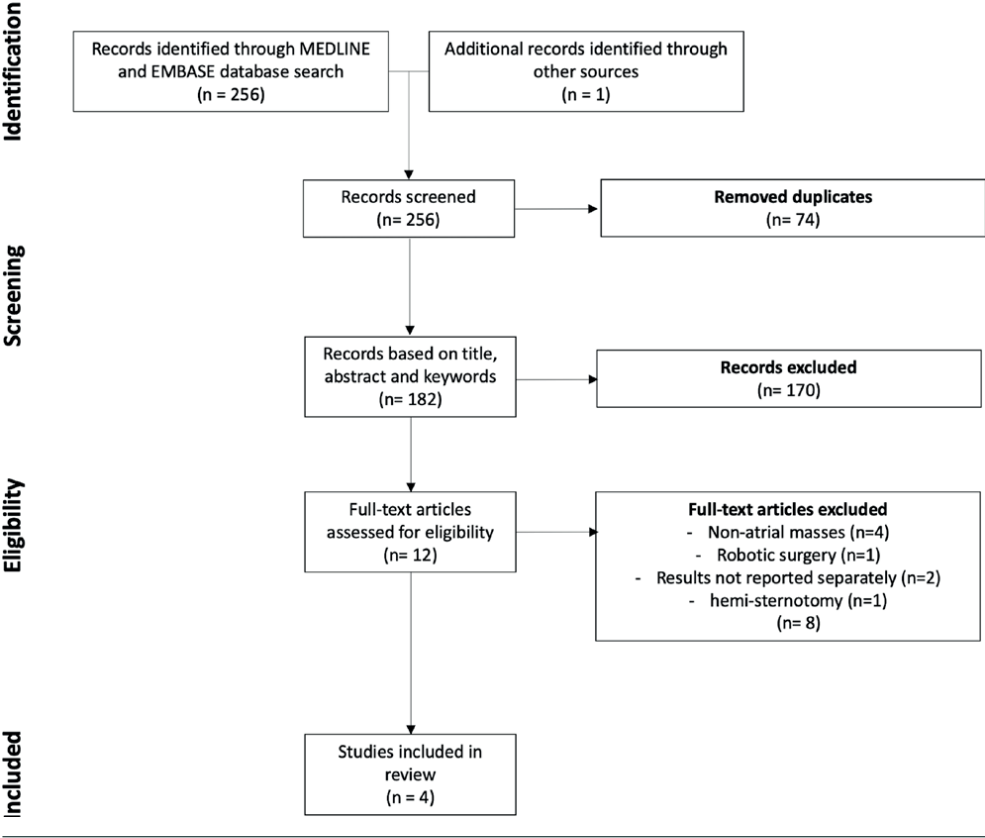 Identification
Records identified through MEDLINE
and EMBASE database search
(n = 256)
Additional records identified through
other sources
(n = 1)
Records screened
(n= 256)
Removed duplicates
(n= 74)
Screening
Records based on title,
abstract and keywords
(n= 182)
Records excluded
(n= 170)
Eligibility
Full-text articles
assessed for eligibility
(n= 12)
Full-text articles excluded
- Non-atrial masses (n=4)
- Robotic surgery (n=1)
- Results not reported separately (n=2)
- hemi-sternotomy (n=1)
(n= 8)
Included
Studies included in
review
(n = 4)